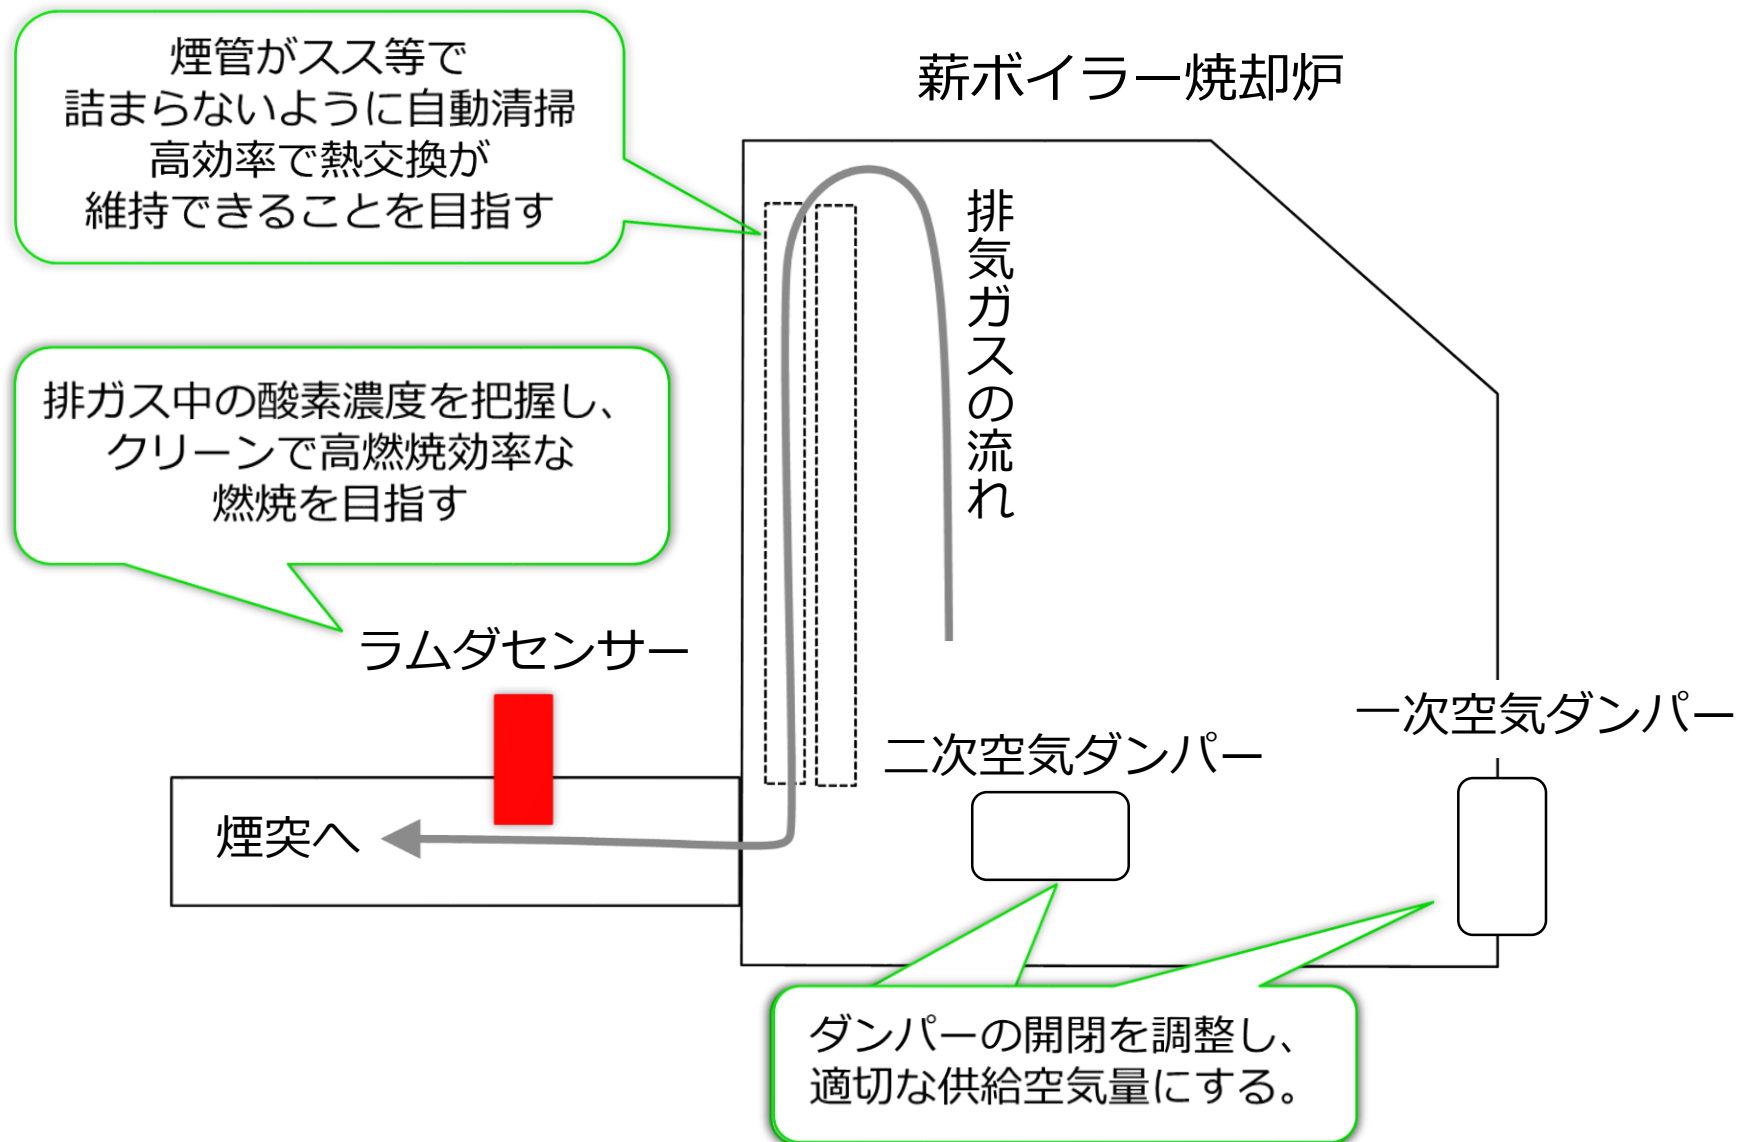 煙管がスス等で
詰まらないように自動清掃
高効率で熱交換が
維持できることを目指す
薪ボイラー焼却炉
排気ガスの流れ
排ガス中の酸素濃度を把握し、
クリーンで高燃焼効率な
燃焼を目指す
ラムダセンサー
一次空気ダンパー
二次空気ダンパー
煙突へ
ダンパーの開閉を調整し、
適切な供給空気量にする。